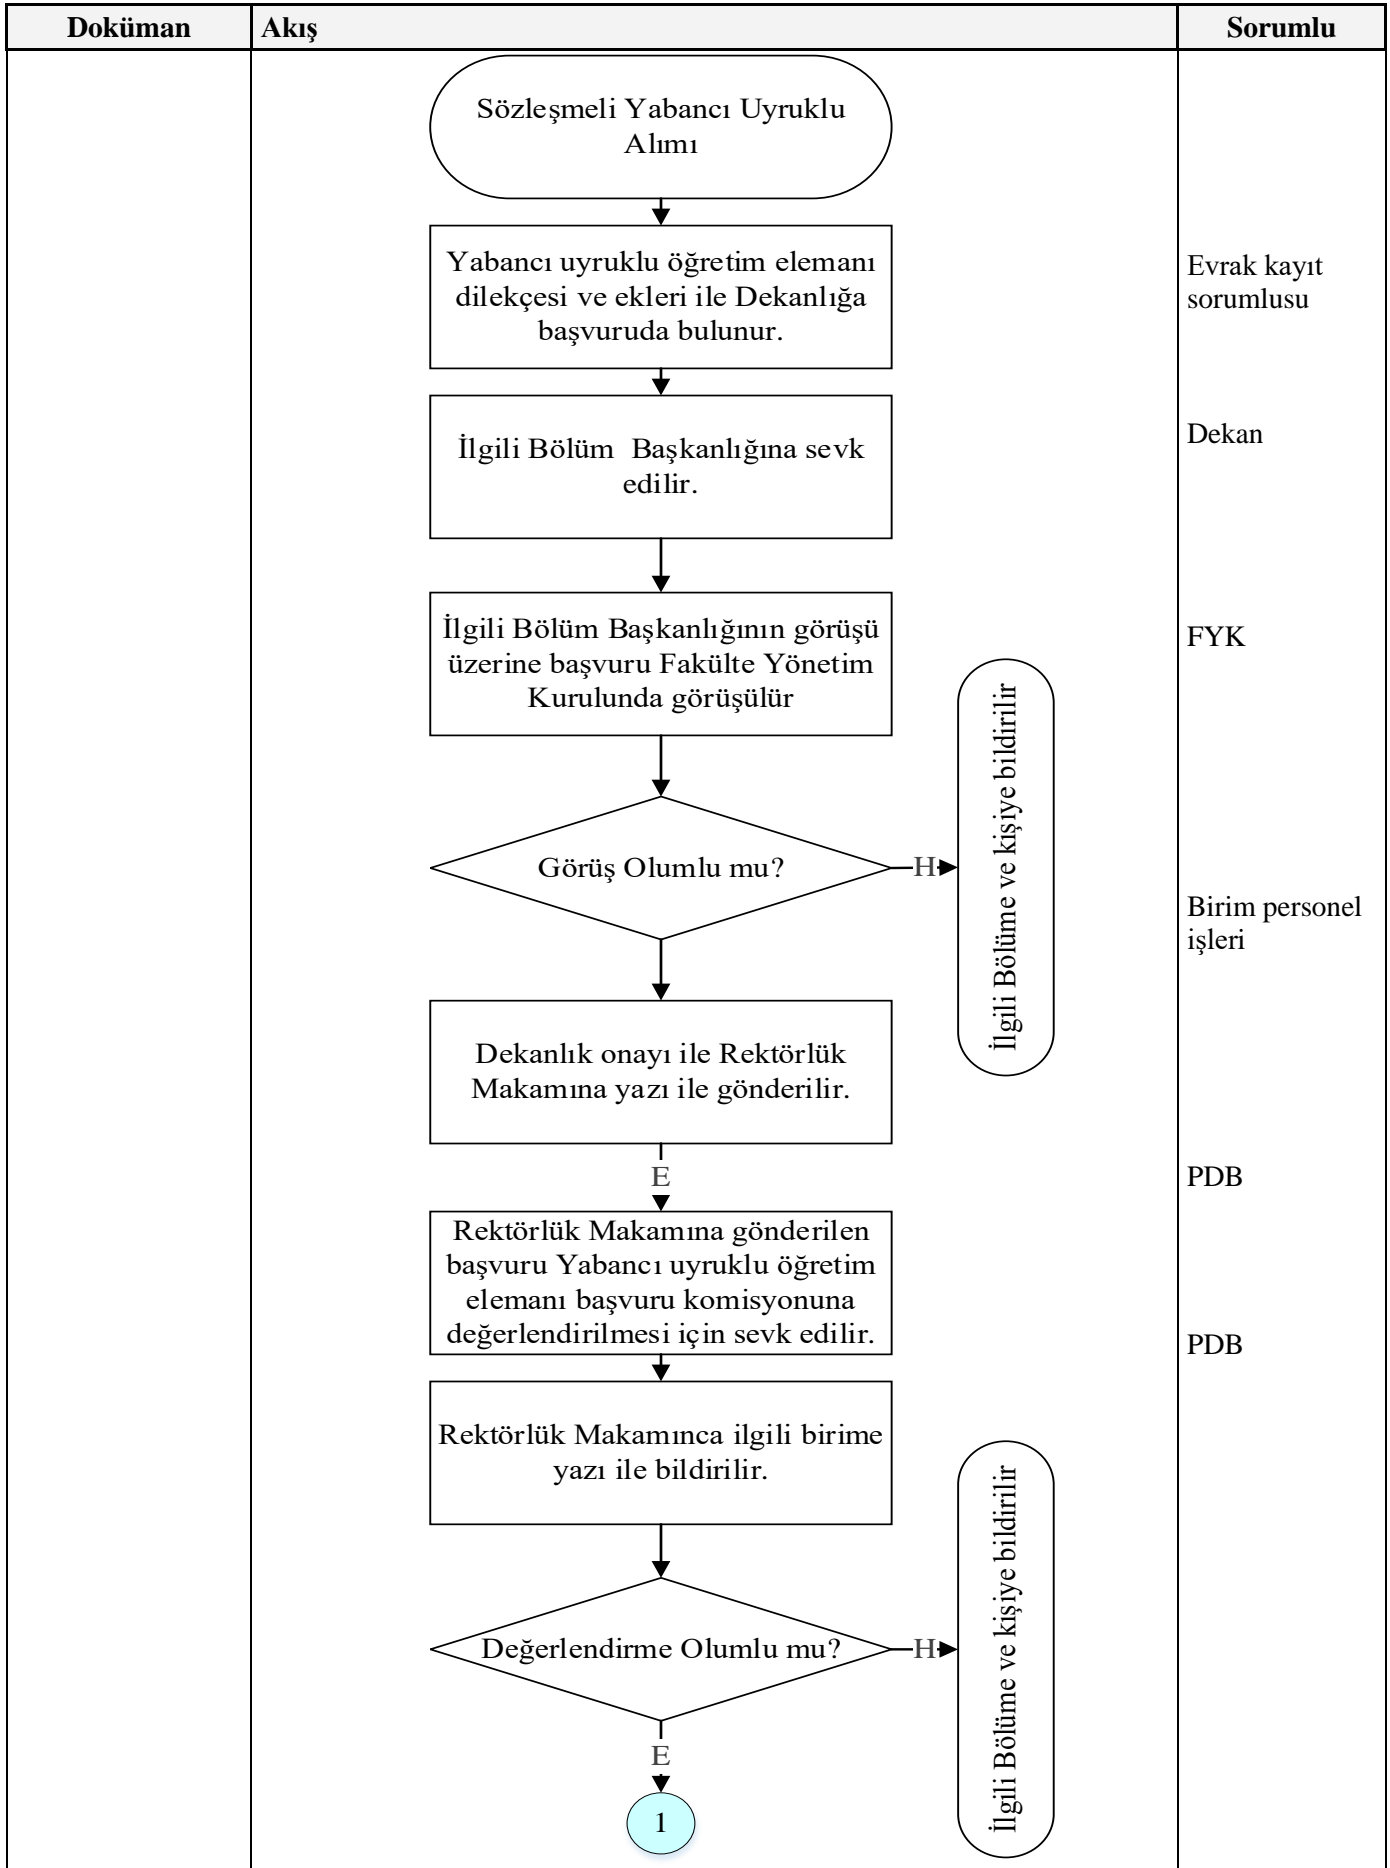 Doküman
Akış
Sorumlu
Sözleşmeli Yabancı Uyruklu
Alımı
Yabancı uyruklu öğretim elemanı
dilekçesi ve ekleri ile Dekanlığa
başvuruda bulunur.
Evrak kayıt
sorumlusu
İlgili Bölüm  Başkanlığına sevk
edilir.
Dekan
İlgili Bölüm Başkanlığının görüşü
üzerine başvuru Fakülte Yönetim
Kurulunda görüşülür
FYK
Görüş Olumlu mu?
H
İlgili Bölüme ve kişiye bildirilir
Birim personel
işleri
Dekanlık onayı ile Rektörlük
Makamına yazı ile gönderilir.
E
PDB
Rektörlük Makamına gönderilen
başvuru Yabancı uyruklu öğretim
elemanı başvuru komisyonuna
değerlendirilmesi için sevk edilir.
PDB
Rektörlük Makamınca ilgili birime
yazı ile bildirilir.
Değerlendirme Olumlu mu?
H
İlgili Bölüme ve kişiye bildirilir
E
1